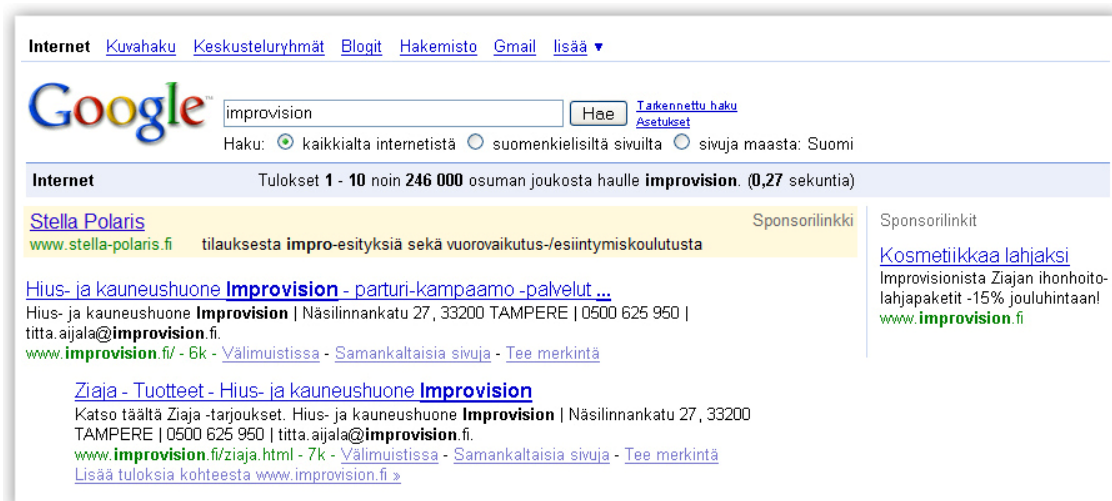 Internet Kuvahaku Keskusteluryhmät Blogit Hakemisto Gmail lisää ▼
Google™
improvision Hae Tarkennettu haku
Asetukset
Haku: kaikkialta internetistä suomenkielisiltä sivuilta sivuja maasta: Suomi
Internet Tulokset 1 - 10 noin 246 000 osuman joukosta haulle improvision. (0,27 sekuntia)
Stella Polaris Sponsorilinkki
www.stella-polaris.fi tilauksesta impro-esityksiä sekä vuorovaikutus-/esiintymiskoulutusta
Hius- ja kauneushuone Improvision - parturi-kampaamo -palvelut ...
Hius- ja kauneushuone Improvision | Näsilinnankatu 27, 33200 TAMPERE | 0500 625 950 |
titta.aijala@improvision.fi.
www.improvision.fi/ - 6k - Välimuistissa - Samankaltaisia sivuja - Tee merkintä
Ziaja - Tuotteet - Hius- ja kauneushuone Improvision
Katso täältä Ziaja -tarjoukset. Hius- ja kauneushuone Improvision | Näsilinnankatu 27, 33200
TAMPERE | 0500 625 950 | titta.aijala@improvision.fi.
www.improvision.fi/ziaja.html - 7k - Välimuistissa - Samankaltaisia sivuja - Tee merkintä
Lisää tuloksia kohteesta www.improvision.fi »
Sponsorilinkit
Kosmetiikkaa lahjaksi
Improvisionista Ziajan ihonhoito-
lahjapaketit -15% jouluhintaan!
www.improvision.fi